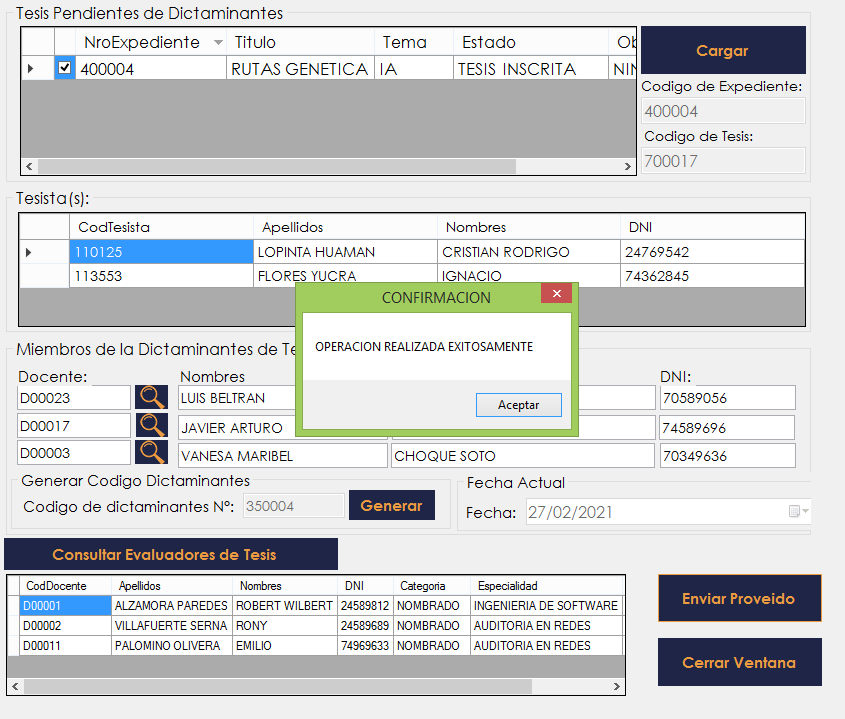 Tesis Pendientes de Dictaminantes
NroExpediente Titulo Tema Estado
400004 RUTAS GENETICA IA TESIS INSCRITA
Cargar
Codigo de Expediente:
400004
Codigo de Tesis:
700017
Tesista(s):
CodTesista Apellidos Nombres DNI
110125 LOPINTA HUAMAN CRISTIAN RODRIGO 24769542
113553 FLORES YUCRA IGNACIO 74362845
CONFIRMACION
OPERACION REALIZADA EXITOSAMENTE
Aceptar
Miembros de la Dictaminantes de
Docente: Nombres DNI:
D00023 LUIS BELTRAN 70589056
D00017 JAVIER ARTURO 74589696
D00003 VANESA MARIBEL CHOQUE SOTO 70349636
Generar Codigo Dictaminantes
Codigo de dictaminantes Nº: 350004 Generar
Fecha Actual
Fecha: 27/02/2021
Consultar Evaluadores de Tesis
CodDocente Apellidos Nombres DNI Categoria Especialidad
D00001 ALZAMORA PAREDES ROBERT WILBERT 24589812 NOMBRADO INGENIERIA DE SOFTWARE
D00002 VILLAFUERTE SERNA RONY 24589689 NOMBRADO AUDITORIA EN REDES
D00011 PALOMINO OLIVERA EMILIO 74969633 NOMBRADO AUDITORIA EN REDES
Enviar Proveido
Cerrar Ventana